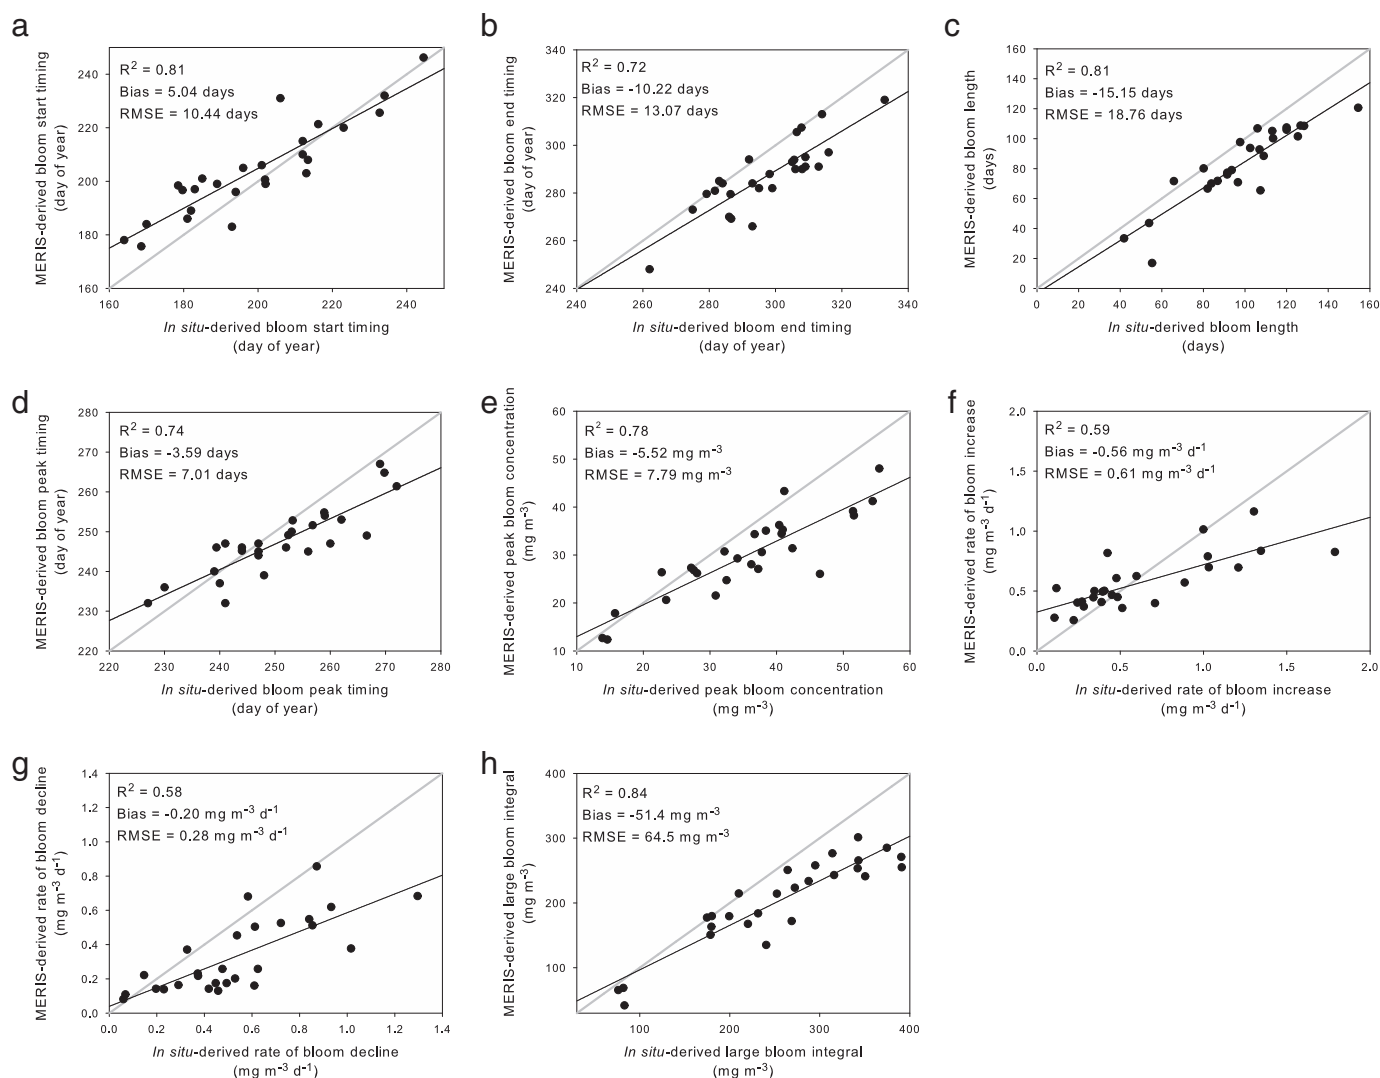 a
MERIS-derived bloom start timing
(day of year)
R² = 0.81
Bias = 5.04 days
RMSE = 10.44 days
240
220
200
180
160
160 180 200 220 240
In situ-derived bloom start timing
(day of year)
b
MERIS-derived bloom end timing
(day of year)
R² = 0.72
Bias = -10.22 days
RMSE = 13.07 days
340
320
300
280
260
240
240 260 280 300 320 340
In situ-derived bloom end timing
(day of year)
c
MERIS-derived bloom length
(days)
R² = 0.81
Bias = -15.15 days
RMSE = 18.76 days
160
140
120
100
80
60
40
20
0
0 20 40 60 80 100 120 140 160
In situ-derived bloom length
(days)
d
MERIS-derived bloom peak timing
(day of year)
R² = 0.74
Bias = -3.59 days
RMSE = 7.01 days
280
270
260
250
240
230
220
220 230 240 250 260 270 280
In situ-derived bloom peak timing
(day of year)
e
MERIS-derived peak bloom concentration
(mg m⁻³)
R² = 0.78
Bias = -5.52 mg m⁻³
RMSE = 7.79 mg m⁻³
60
50
40
30
20
10
10 20 30 40 50 60
In situ-derived peak bloom concentration
(mg m⁻³)
f
MERIS-derived rate of bloom increase
(mg m⁻³ d⁻¹)
R² = 0.59
Bias = -0.56 mg m⁻³ d⁻¹
RMSE = 0.61 mg m⁻³ d⁻¹
2.0
1.5
1.0
0.5
0.0
0.0 0.5 1.0 1.5 2.0
In situ-derived rate of bloom increase
(mg m⁻³ d⁻¹)
g
MERIS-derived rate of bloom decline
(mg m⁻³ d⁻¹)
R² = 0.58
Bias = -0.20 mg m⁻³ d⁻¹
RMSE = 0.28 mg m⁻³ d⁻¹
1.4
1.2
1.0
0.8
0.6
0.4
0.2
0.0
0.0 0.2 0.4 0.6 0.8 1.0 1.2 1.4
In situ-derived rate of bloom decline
(mg m⁻³ d⁻¹)
h
MERIS-derived large bloom integral
(mg m⁻³)
R² = 0.84
Bias = -51.4 mg m⁻³
RMSE = 64.5 mg m⁻³
400
300
200
100
100 200 300 400
In situ-derived large bloom integral
(mg m⁻³)